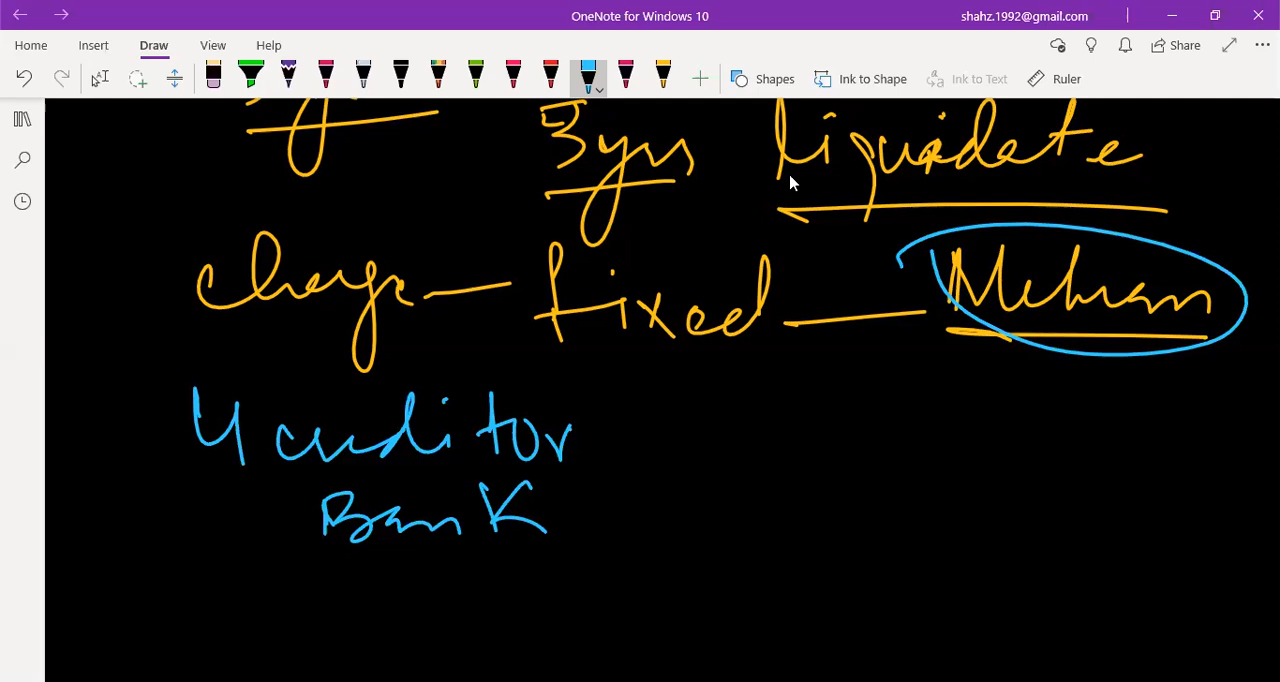 OneNote for Windows 10
shahz.1992@gmail.com
Home Insert Draw View Help
Share
Shapes Ink to Shape Ink to Text Ruler
3yrs liquidate
charge — fixed — Mehran
4 creditor
Bank